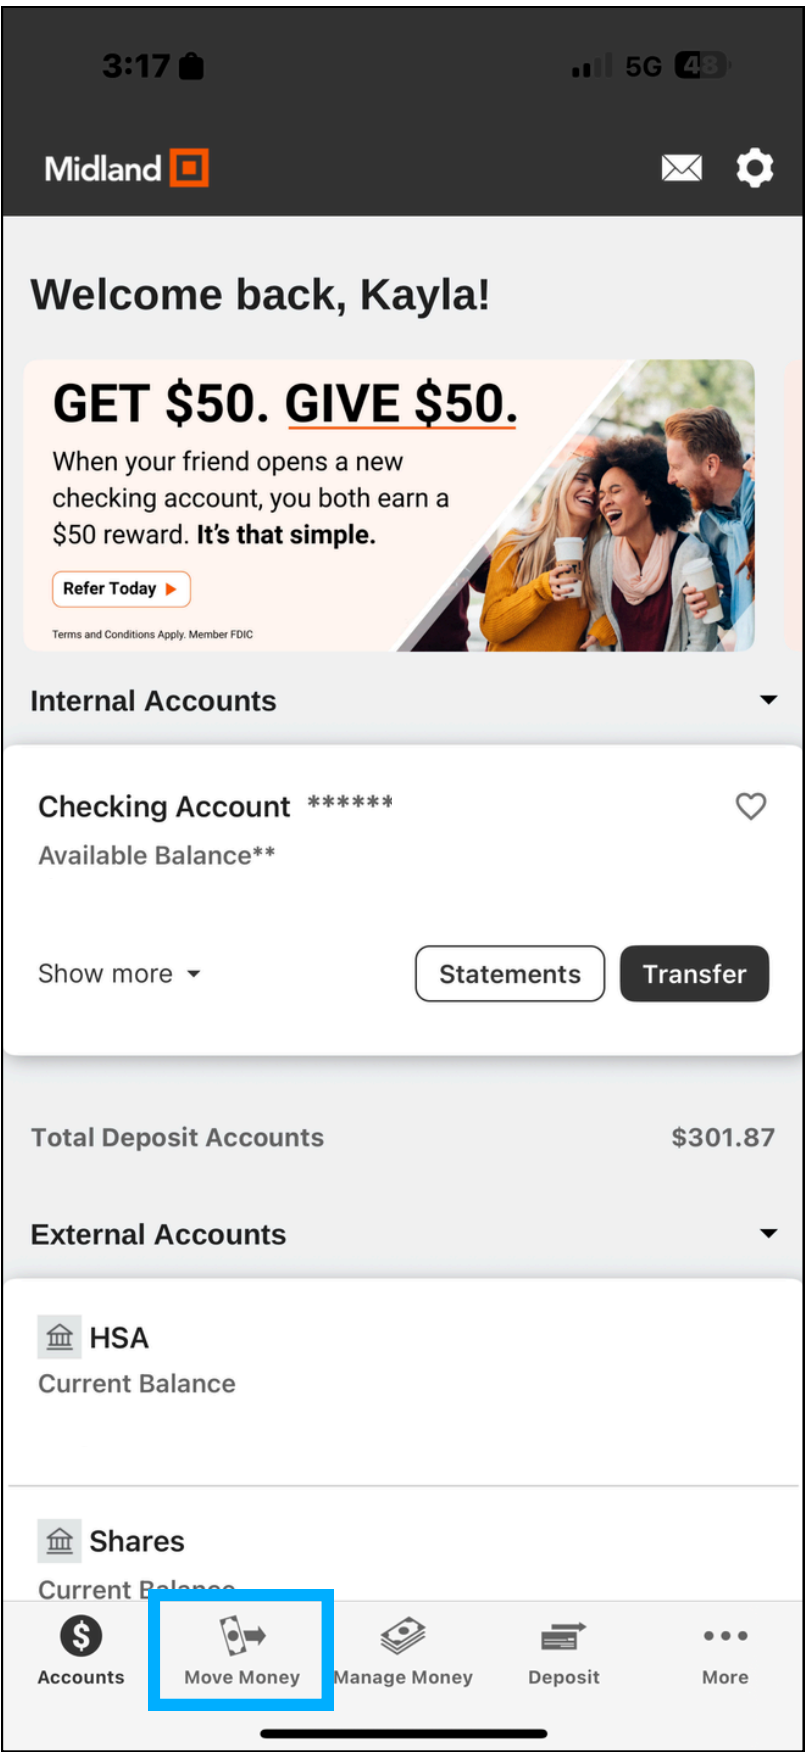 3:17 5G 48
Midland
Welcome back, Kayla!
GET $50. GIVE $50.
When your friend opens a new
checking account, you both earn a
$50 reward. It's that simple.
Refer Today
Terms and Conditions Apply. Member FDIC
Internal Accounts
Checking Account ******
Available Balance**
Show more Statements Transfer
Total Deposit Accounts $301.87
External Accounts
HSA
Current Balance
Shares
Current Balance
Accounts Move Money Manage Money Deposit More